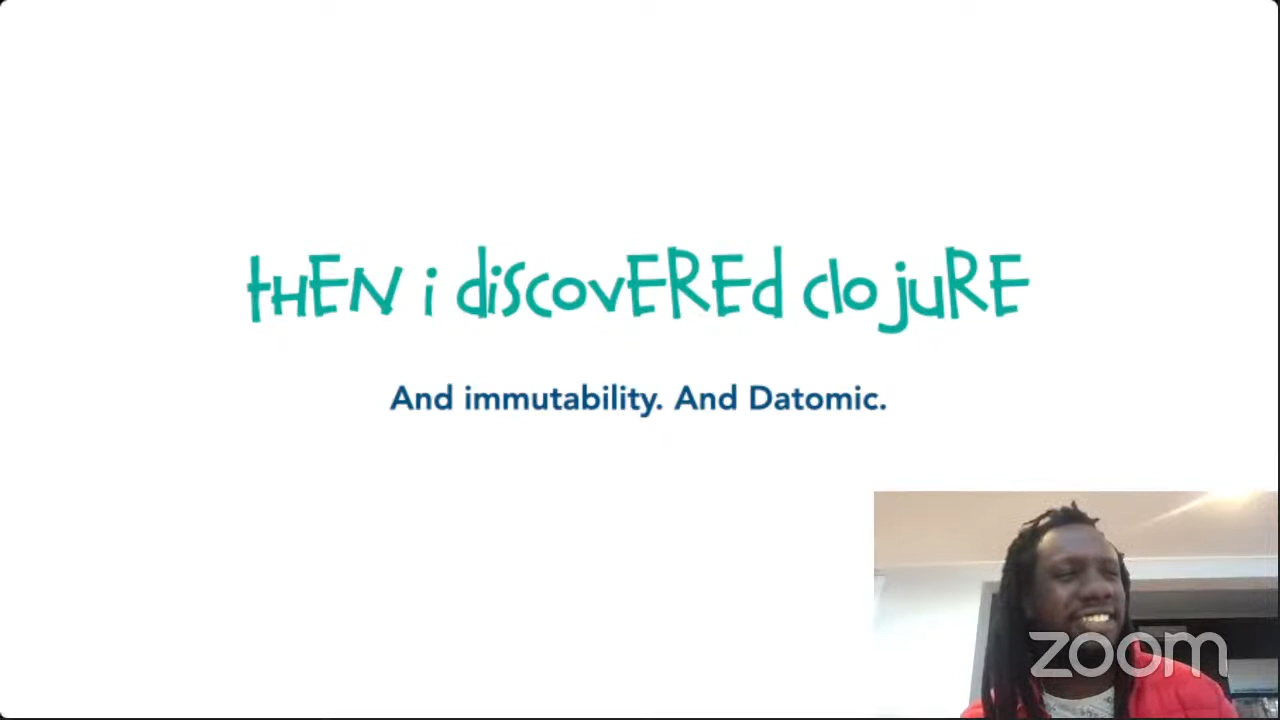 tHEN i discovEREd clojuRE
And immutability. And Datomic.
zoom